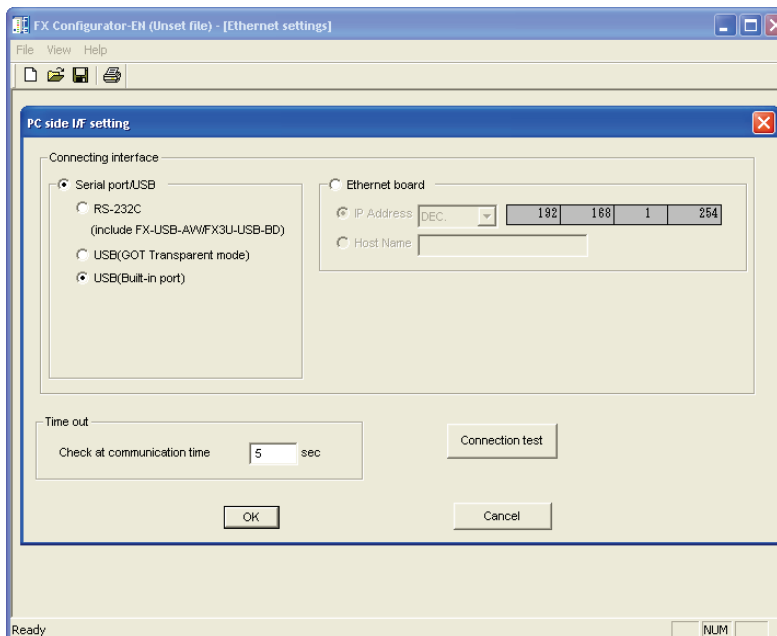 FX Configurator-EN (Unset file) - [Ethernet settings]
File View Help
PC side I/F setting
Connecting interface
Serial port/USB
RS-232C
(include FX-USB-AW/FX3U-USB-BD)
USB(GOT Transparent mode)
USB(Built-in port)
Ethernet board
IP Address DEC. 192 168 1 254
Host Name
Time out
Check at communication time 5 sec
Connection test
OK
Cancel
Ready
NUM